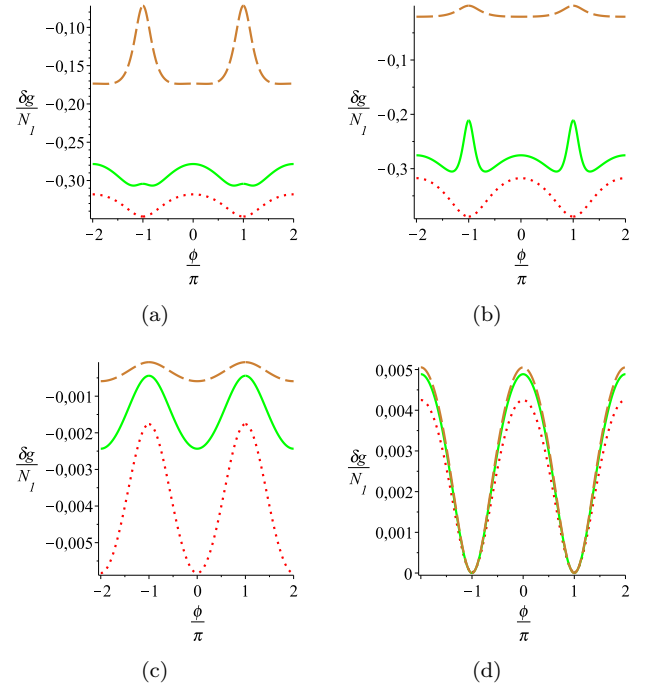 −0,10
−0,15
−0,20
−0,25
−0,30
δg
N₁
−2 −1 0 1 2
ϕ
π
(a)
−0,1
−0,2
−0,3
δg
N₁
−2 −1 0 1 2
ϕ
π
(b)
−0,001
−0,002
−0,003
−0,004
−0,005
δg
N₁
−2 −1 0 1 2
ϕ
π
(c)
0,005
0,004
0,003
0,002
0,001
0
δg
N₁
−1 0 1 2
ϕ
π
(d)